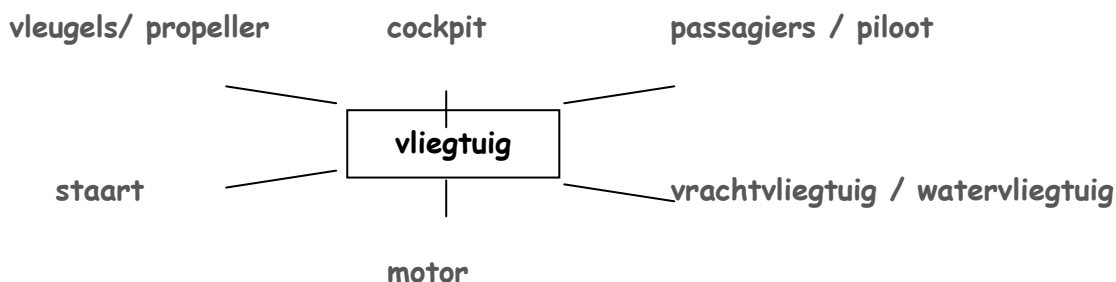 vleugels/ propeller cockpit passagiers / piloot
vliegtuig
staart vrachtvliegtuig / watervliegtuig
motor